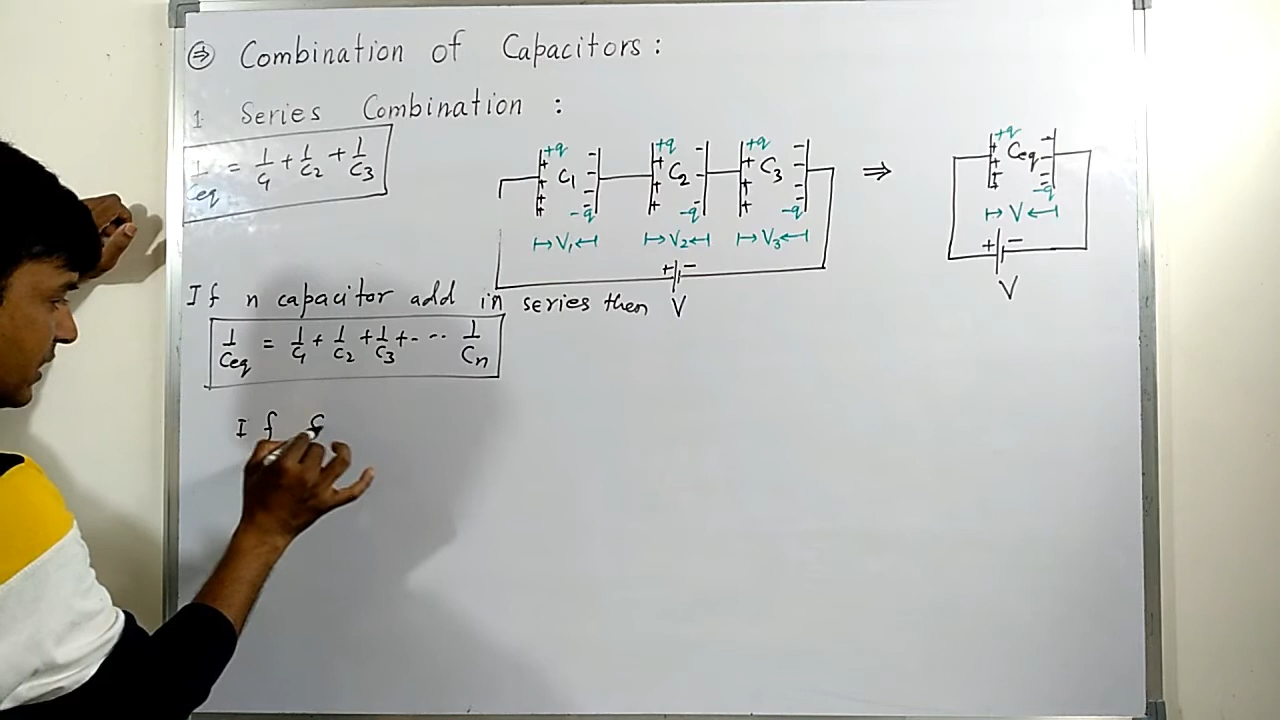 ⇒ Combination of Capacitors:
1 Series Combination :
1/Ceq = 1/C1 + 1/C2 + 1/C3
+q +q +q
C1 C2 C3
-q -q -q
V1 V2 V3
+ -
V
⇒
+q
Ceq
-q
V
+ -
V
If n capacitor add in series then
1/Ceq = 1/C1 + 1/C2 + 1/C3 + - -- 1/Cn
If